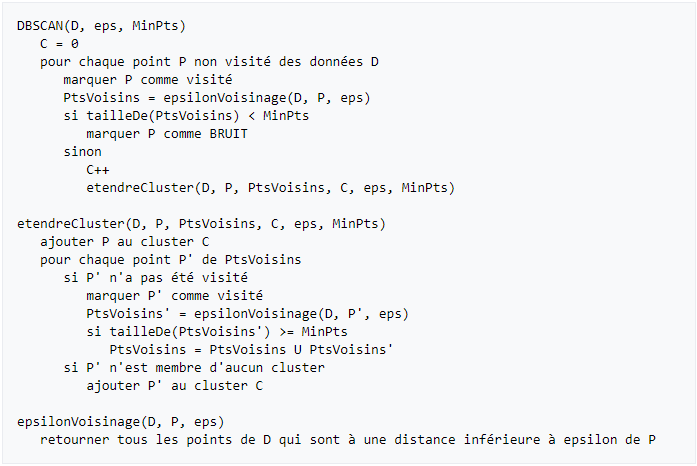 DBSCAN(D, eps, MinPts)
   C = 0
   pour chaque point P non visité des données D
      marquer P comme visité
      PtsVoisins = epsilonVoisinage(D, P, eps)
      si tailleDe(PtsVoisins) < MinPts
         marquer P comme BRUIT
      sinon
         C++
         etendreCluster(D, P, PtsVoisins, C, eps, MinPts)

etendreCluster(D, P, PtsVoisins, C, eps, MinPts)
   ajouter P au cluster C
   pour chaque point P' de PtsVoisins
      si P' n'a pas été visité
         marquer P' comme visité
         PtsVoisins' = epsilonVoisinage(D, P', eps)
         si tailleDe(PtsVoisins') >= MinPts
            PtsVoisins = PtsVoisins U PtsVoisins'
      si P' n'est membre d'aucun cluster
         ajouter P' au cluster C

epsilonVoisinage(D, P, eps)
   retourner tous les points de D qui sont à une distance inférieure à epsilon de P